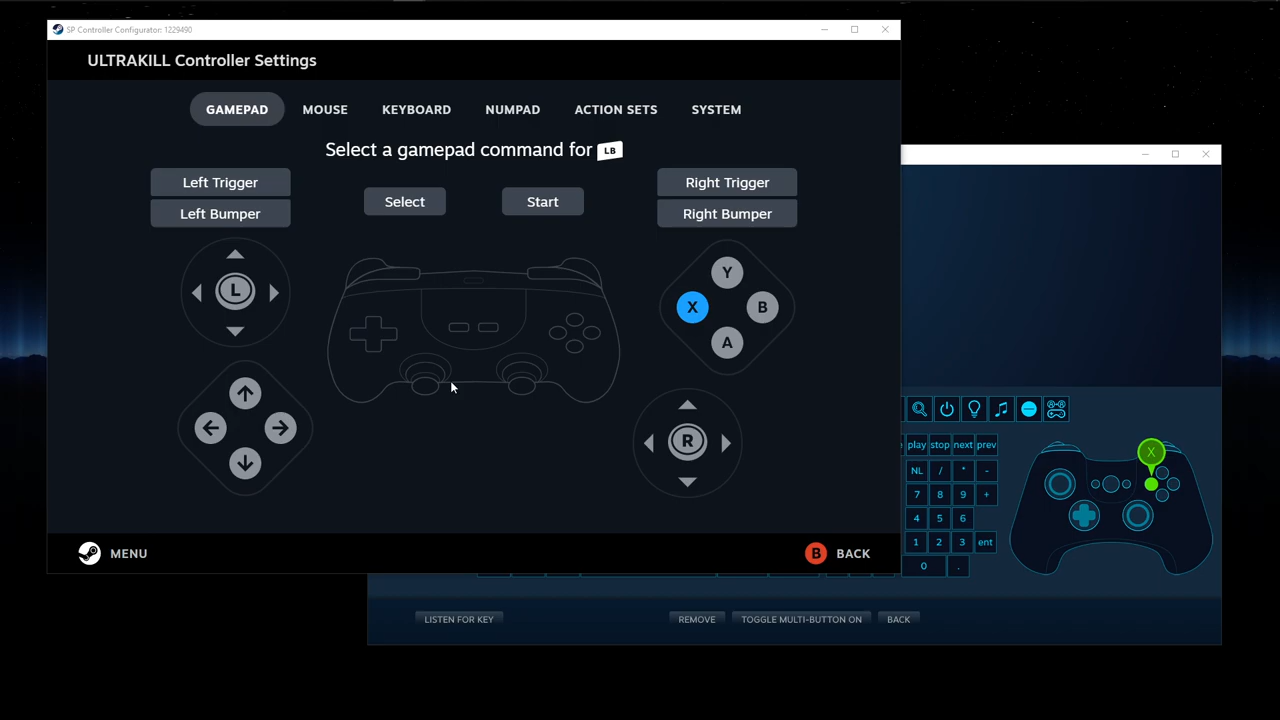 SP Controller Configurator: 1229490
ULTRAKILL Controller Settings
GAMEPAD MOUSE KEYBOARD NUMPAD ACTION SETS SYSTEM
Select a gamepad command for LB
Left Trigger
Left Bumper
Select
Start
Right Trigger
Right Bumper
L
Y
X
B
A
R
MENU
B BACK
play stop next prev
NL / * -
7 8 9 +
4 5 6
1 2 3 ent
0 .
X
LISTEN FOR KEY
REMOVE
TOGGLE MULTI-BUTTON ON
BACK